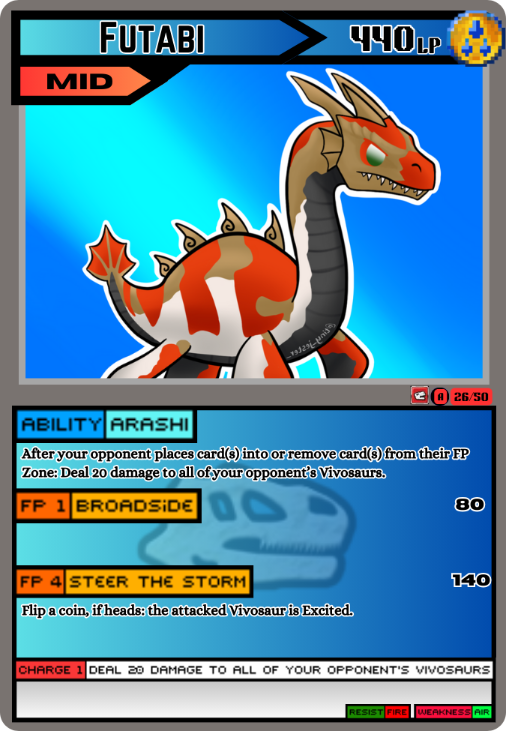 FUTABI 440 LP
MID
A 26/50
ABILITY ARASHI
After your opponent places card(s) into or remove card(s) from their FP
Zone: Deal 20 damage to all of your opponent's Vivosaurs.
FP 1 BROADSIDE 80
FP 4 STEER THE STORM 140
Flip a coin, if heads: the attacked Vivosaur is Excited.
CHARGE 1 DEAL 20 DAMAGE TO ALL OF YOUR OPPONENT'S VIVOSAURS
RESIST FIRE WEAKNESS AIR